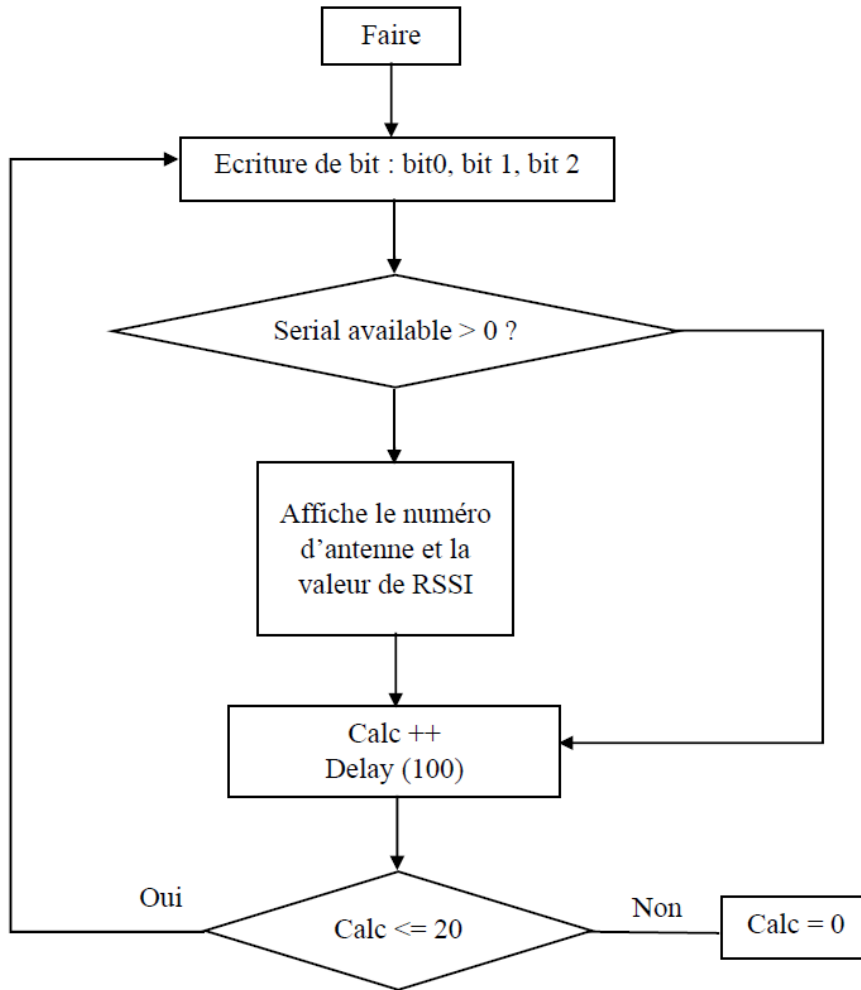 Faire
Ecriture de bit : bit0, bit 1, bit 2
Serial available > 0 ?
Affiche le numéro
d’antenne et la
valeur de RSSI
Calc ++
Delay (100)
Oui
Calc <= 20
Non
Calc = 0